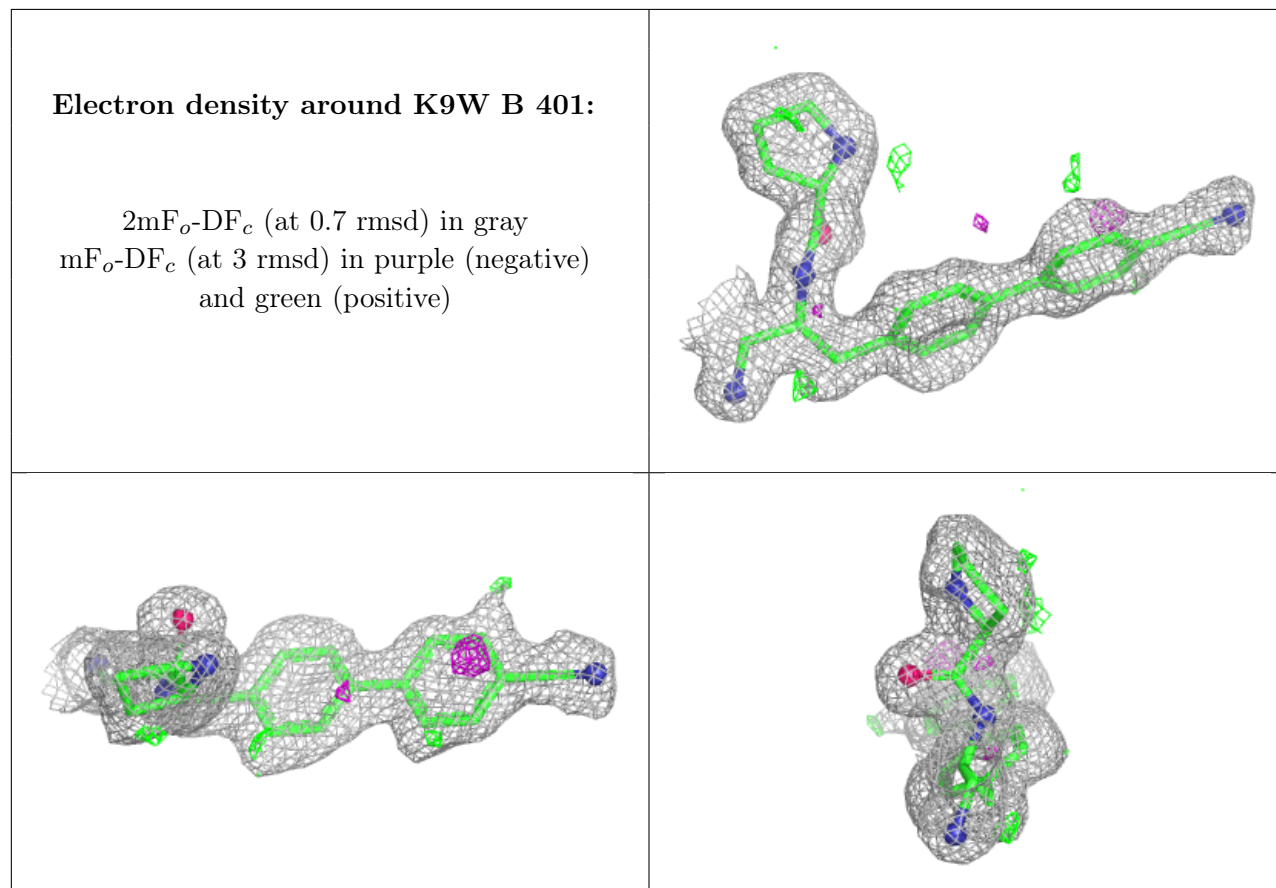 Electron density around K9W B 401:
2mFo-DFc (at 0.7 rmsd) in gray
mFo-DFc (at 3 rmsd) in purple (negative)
and green (positive)